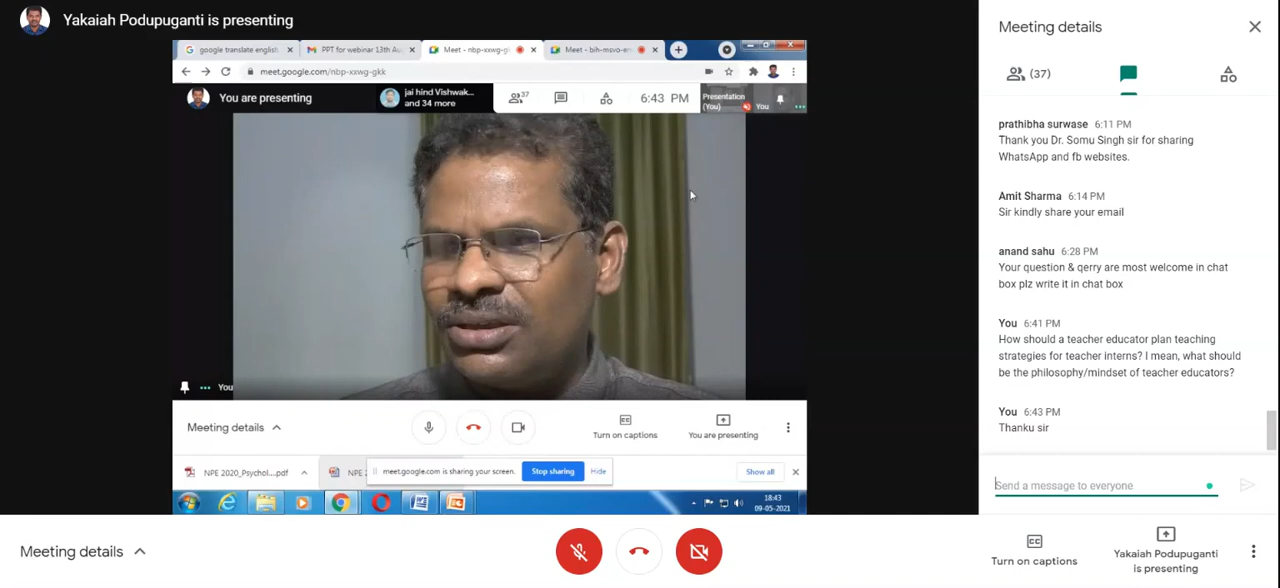 Yakaiah Podupuganti is presenting
google translate english
PPT for webinar 13th Au
Meet - nbp-xxwg-g
Meet - bih-msvo-e
meet.google.com/nbp-xxwg-gkk
You are presenting
jai hind Vishwak...
and 34 more
37
6:43 PM
Presentation
(You)
You
You
Meeting details
Turn on captions
You are presenting
NPE 2020_Psychol....pdf
NPE 2
meet.google.com is sharing your screen.
Stop sharing
Hide
Show all
18:43
09-05-2021
Meeting details
Meeting details
(37)
prathibha surwase 6:11 PM
Thank you Dr. Somu Singh sir for sharing
WhatsApp and fb websites.
Amit Sharma 6:14 PM
Sir kindly share your email
anand sahu 6:28 PM
Your question & qerry are most welcome in chat
box plz write it in chat box
You 6:41 PM
How should a teacher educator plan teaching
strategies for teacher interns? I mean, what should
be the philosophy/mindset of teacher educators?
You 6:43 PM
Thanku sir
Send a message to everyone
Turn on captions
Yakaiah Podupuganti
is presenting